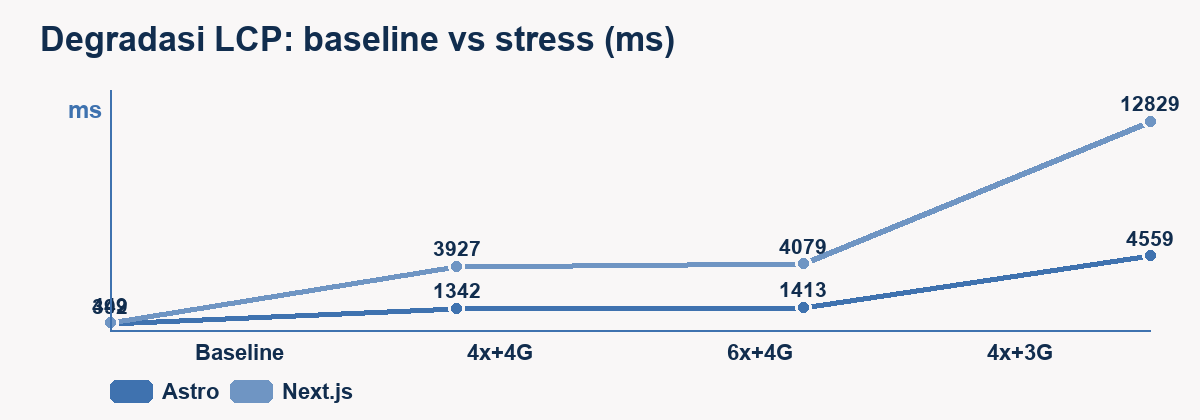 Degradasi LCP: baseline vs stress (ms)
ms
12829
3927
4079
4559
1342
1413
Baseline 4x+4G 6x+4G 4x+3G
Astro Next.js